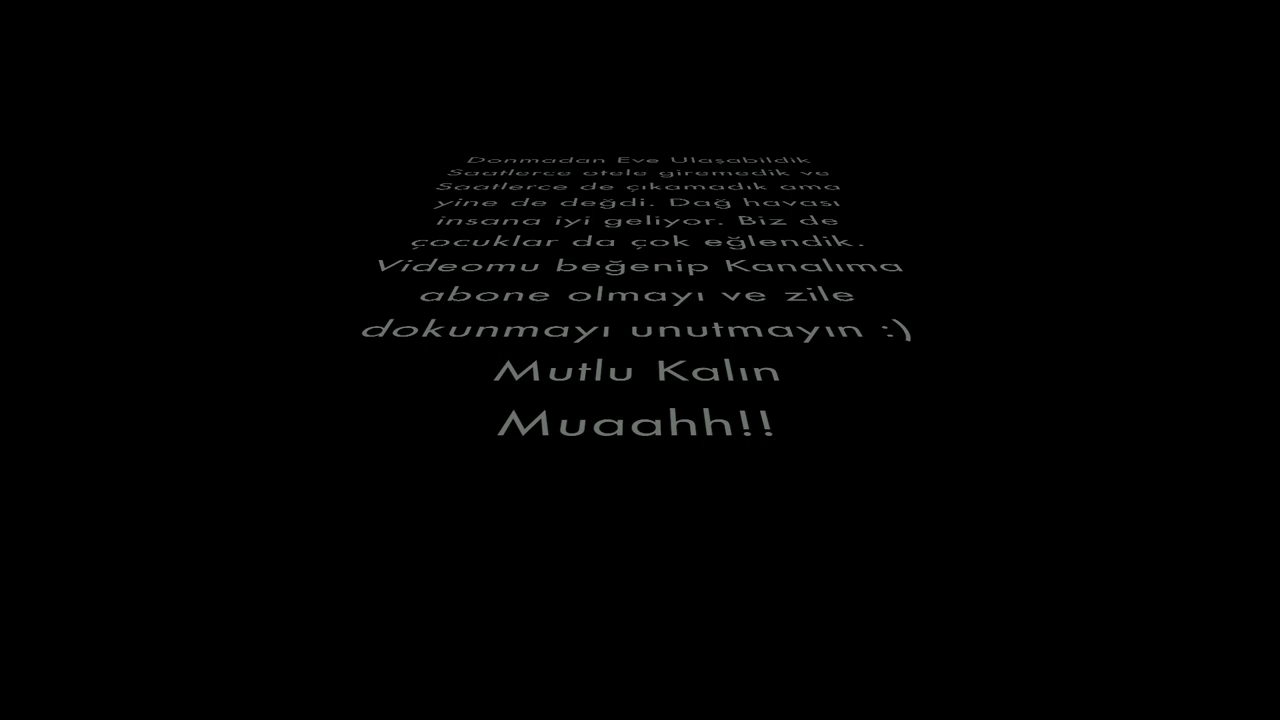 Donmadan Eve Ulaşabildik
Saatlerce otele giremedik ve
Saatlerce de çıkamadık ama
yine de değdi. Dağ havası
insana iyi geliyor. Biz de
çocuklar da çok eğlendik.
Videomu beğenip Kanalıma
abone olmayı ve zile
dokunmayı unutmayın :)
Mutlu Kalın
Muaahh!!